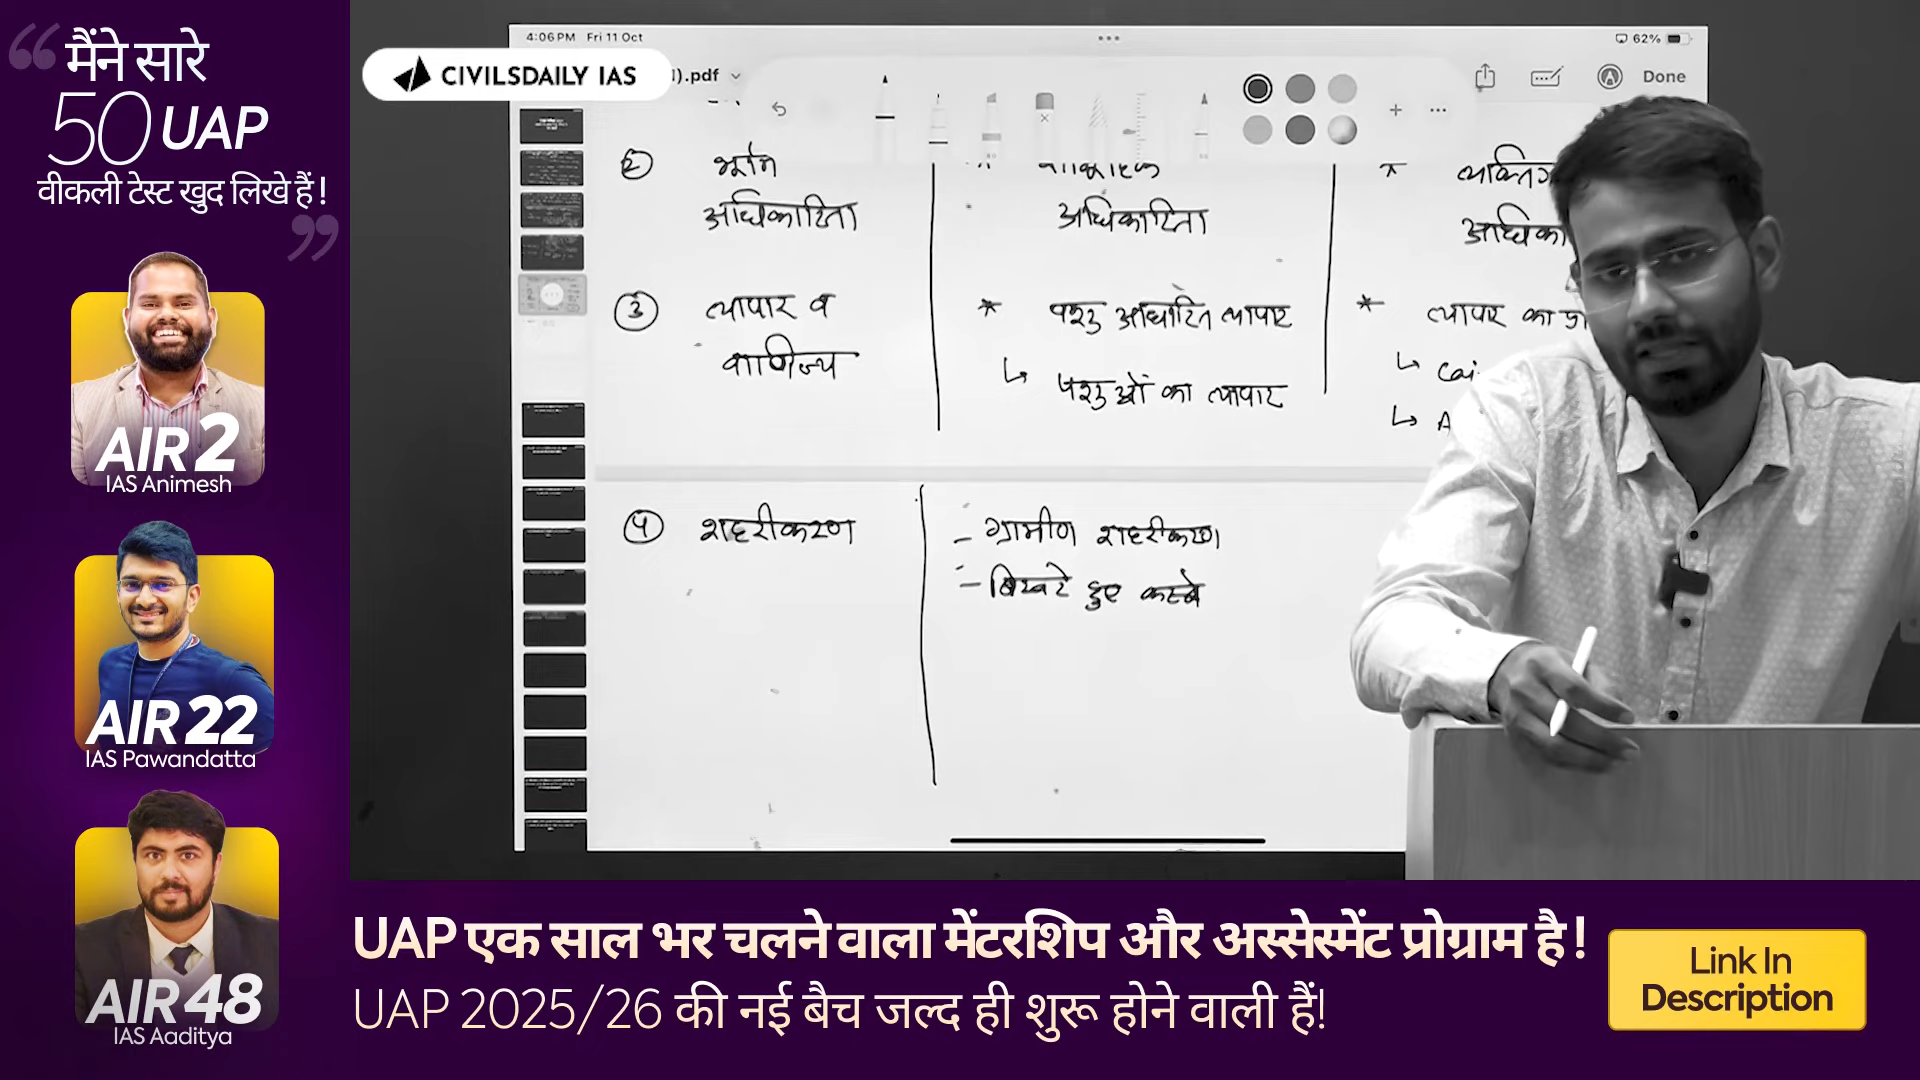 “
मैंने सारे
50 UAP
वीकली टेस्ट खुद लिखे हैं!
”
AIR 2
IAS Animesh
AIR 22
IAS Pawandatta
AIR 48
IAS Aaditya
4:06 PM Fri 11 Oct
62%
CIVILSDAILY IAS
).pdf
Done
② भूमि
अधिकारिता
अधिकारिता
③ व्यापार व
वाणिज्य
* पशु आधारित व्यापार
↳ पशुओं का व्यापार
* व्यापार का
↳
↳ A
④ शहरीकरण
- ग्रामीण शहरीकरण
- बिखरे हुए कस्बे
UAP एक साल भर चलने वाला मेंटरशिप और अस्सेस्मेंट प्रोग्राम है!
UAP 2025/26 की नई बैच जल्द ही शुरू होने वाली हैं!
Link In
Description